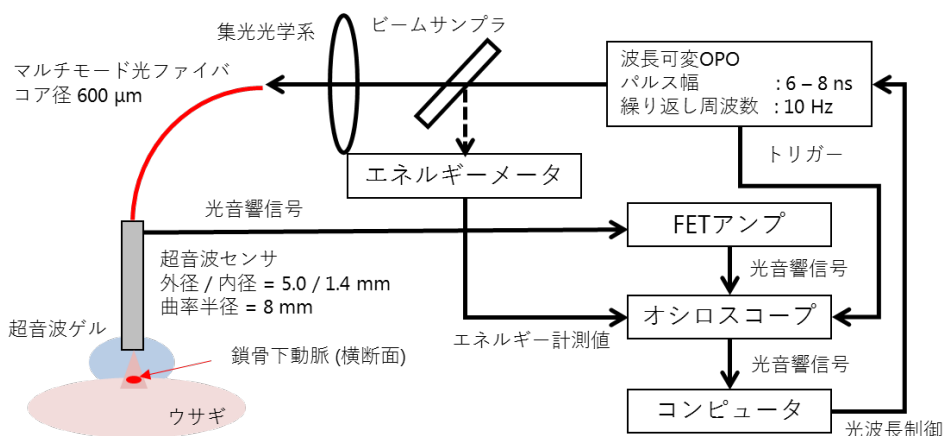 集光光学系
ビームサンプラ
マルチモード光ファイバ
コア径 600 μm
波長可変OPO
パルス幅 : 6 – 8 ns
繰り返し周波数 : 10 Hz
トリガー
エネルギーメータ
光音響信号
FETアンプ
超音波センサ
外径 / 内径 = 5.0 / 1.4 mm
曲率半径 = 8 mm
光音響信号
超音波ゲル
オシロスコープ
エネルギー計測値
鎖骨下動脈 (横断面)
光音響信号
ウサギ
コンピュータ
光波長制御